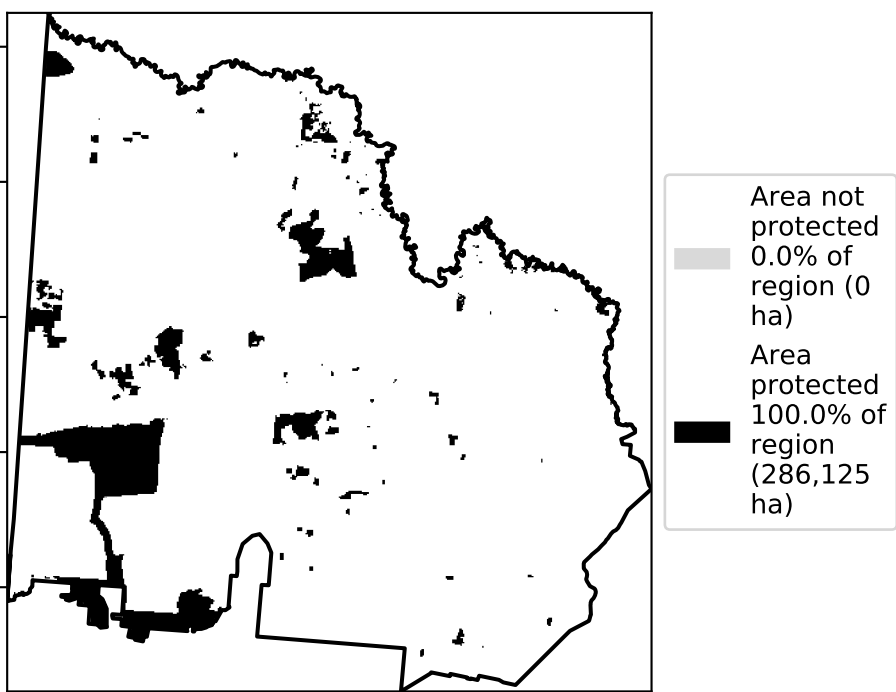 Area not
protected
0.0% of
region (0
ha)
Area
protected
100.0% of
region
(286,125
ha)